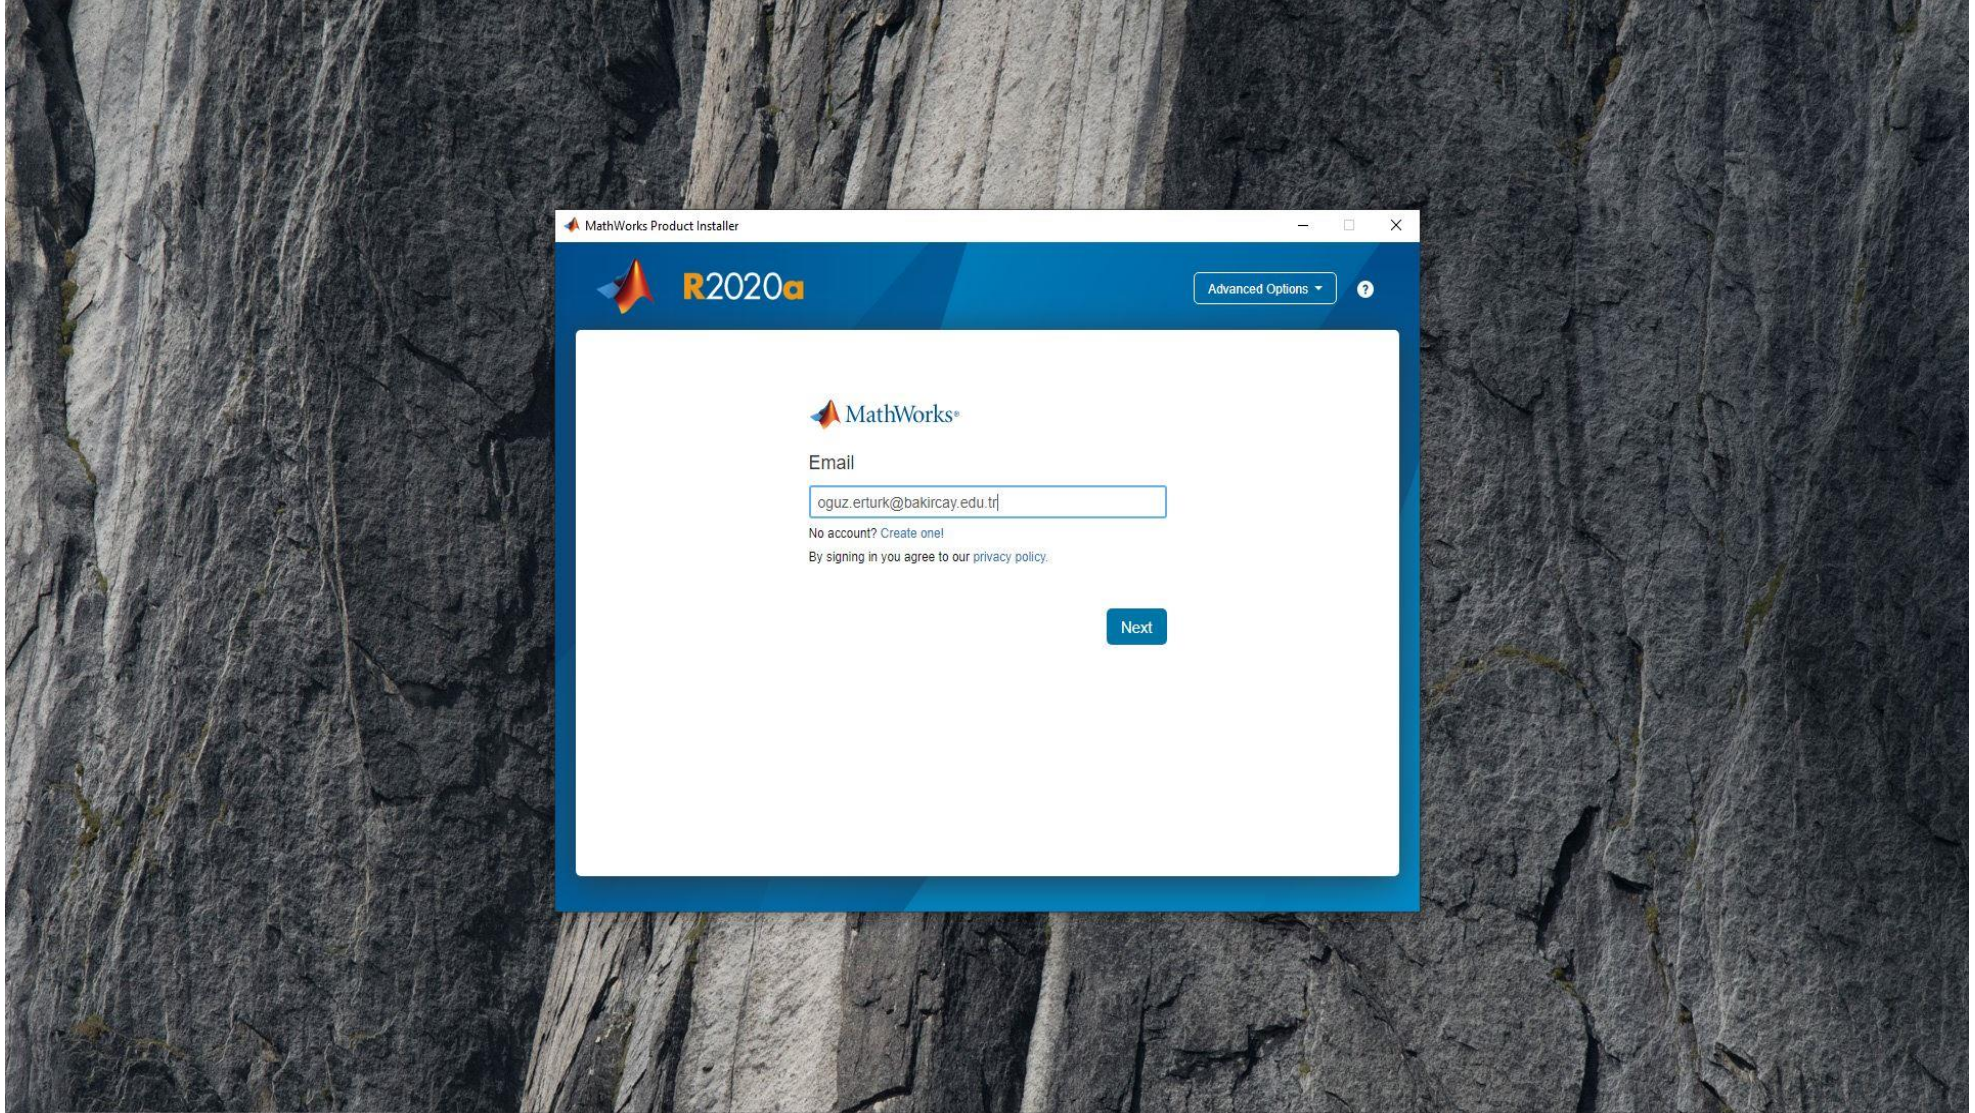 MathWorks Product Installer
R2020a
Advanced Options
?
MathWorks®
Email
oguz.erturk@bakircay.edu.tr
No account? Create one!
By signing in you agree to our privacy policy.
Next